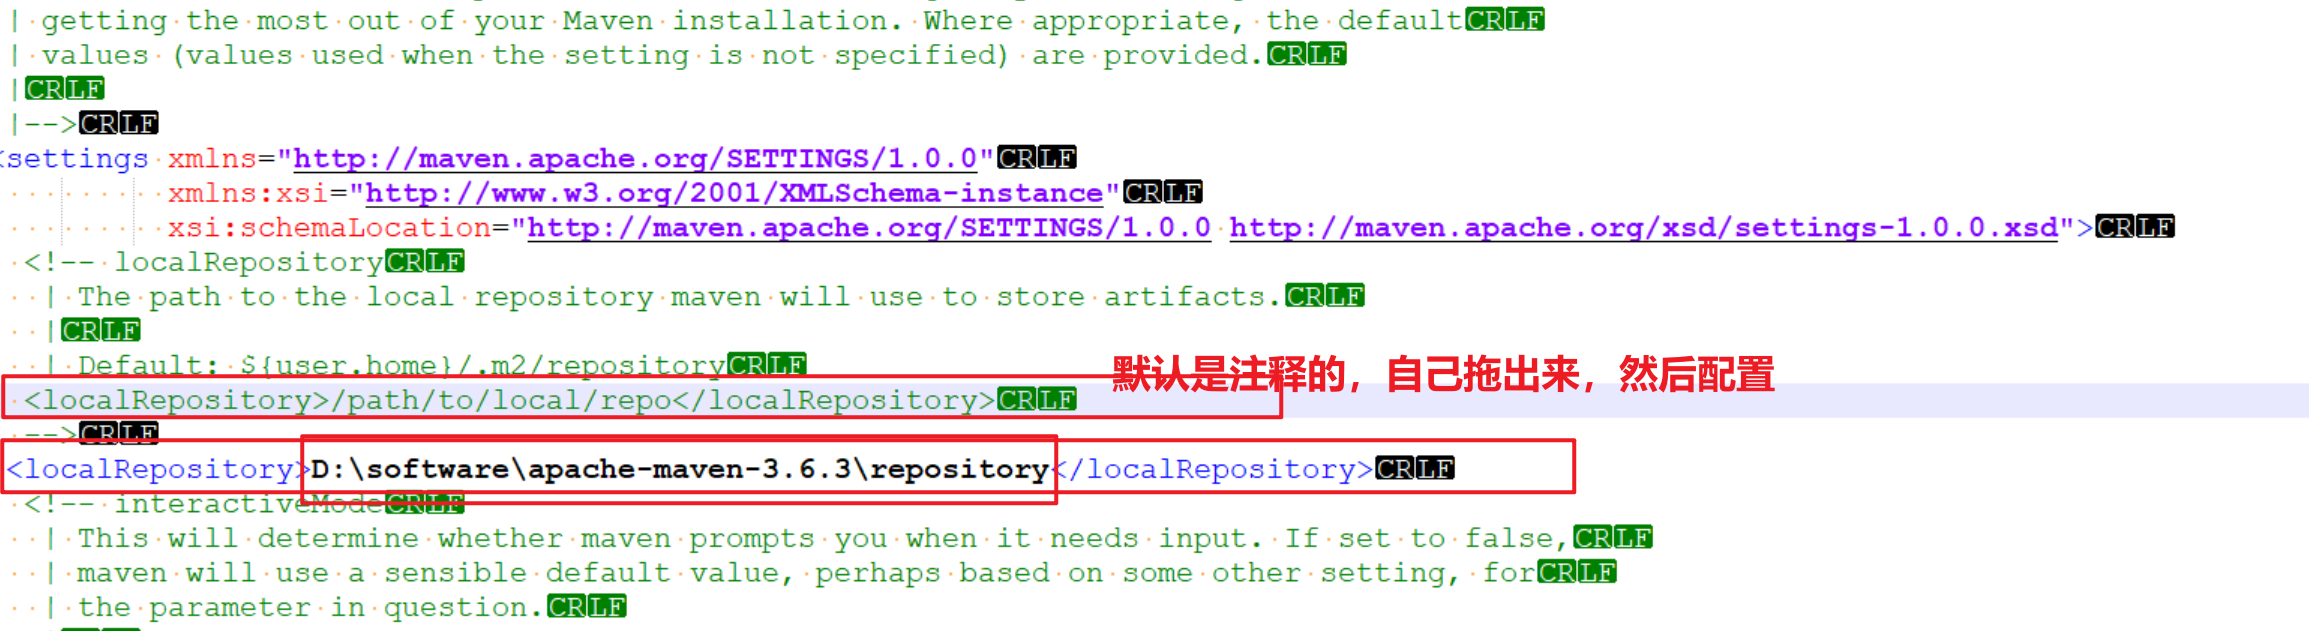 | getting the most out of your Maven installation. Where appropriate, the defaultCRLF
| values (values used when the setting is not specified) are provided.CRLF
|CRLF
|-->CRLF
<settings xmlns="http://maven.apache.org/SETTINGS/1.0.0"CRLF
xmlns:xsi="http://www.w3.org/2001/XMLSchema-instance"CRLF
xsi:schemaLocation="http://maven.apache.org/SETTINGS/1.0.0 http://maven.apache.org/xsd/settings-1.0.0.xsd">CRLF
<!-- localRepositoryCRLF
| The path to the local repository maven will use to store artifacts.CRLF
|CRLF
| Default: ${user.home}/.m2/repositoryCRLF
默认是注释的，自己拖出来，然后配置
<localRepository>/path/to/local/repo</localRepository>CRLF
-->CRLF
<localRepository>D:\software\apache-maven-3.6.3\repository</localRepository>CRLF
<!-- interactiveModeCRLF
| This will determine whether maven prompts you when it needs input. If set to false,CRLF
| maven will use a sensible default value, perhaps based on some other setting, forCRLF
| the parameter in question.CRLF